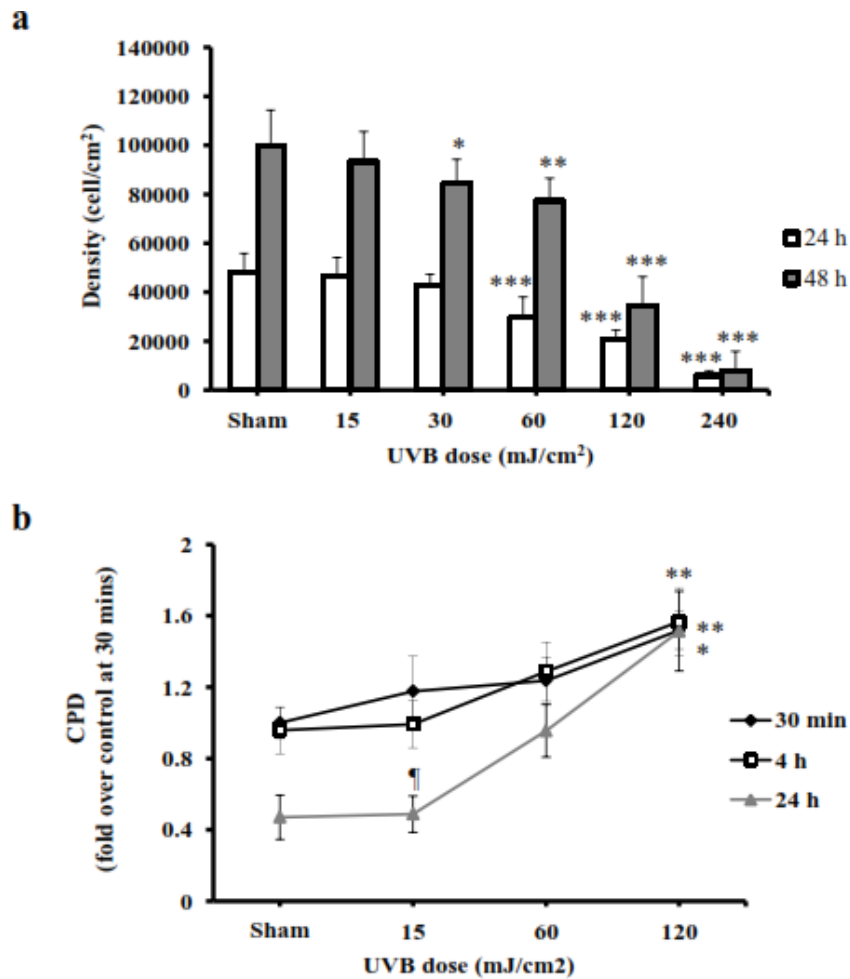 a
140000
120000
100000
80000
60000
40000
20000
0
Density (cell/cm²)
*
**
***
***
***
***
***
Sham 15 30 60 120 240
UVB dose (mJ/cm²)
24 h
48 h
b
2
1.6
1.2
0.8
0.4
0
CPD
(fold over control at 30 mins)
**
**
*
¶
Sham 15 60 120
UVB dose (mJ/cm2)
30 min
4 h
24 h